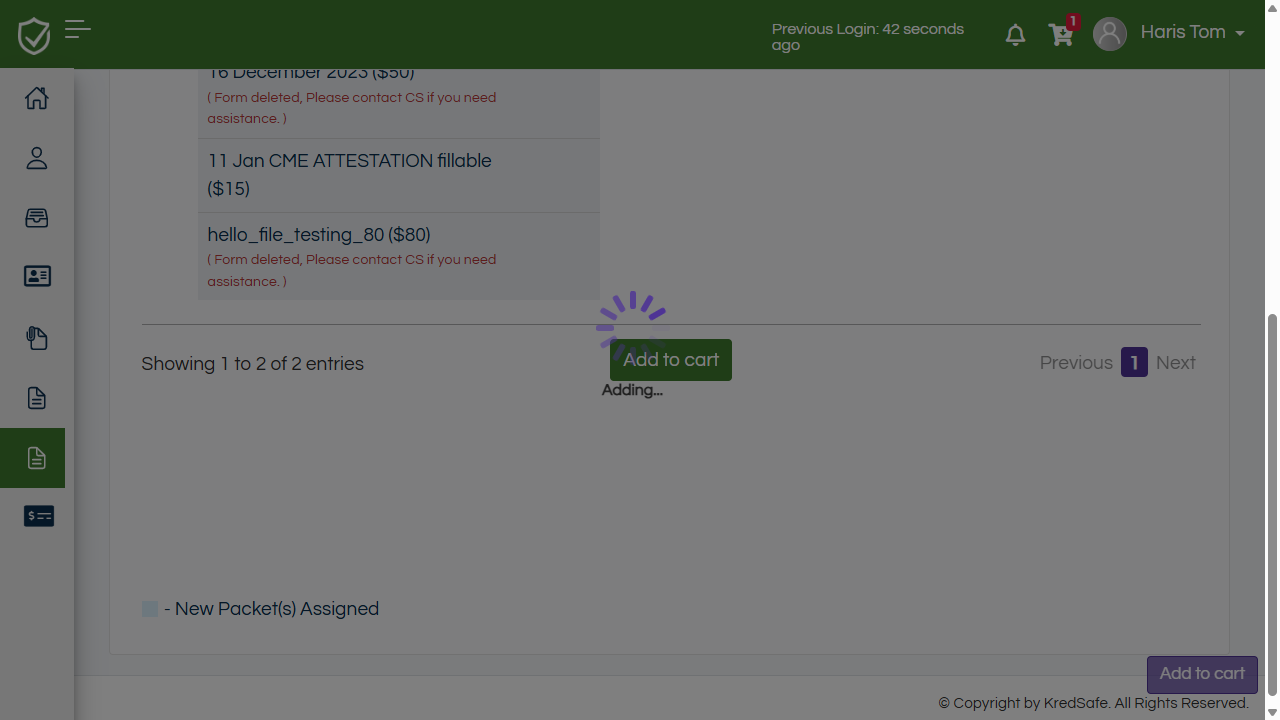 Previous Login: 42 seconds
ago
1
Haris Tom
16 December 2023 ($50)
( Form deleted, Please contact CS if you need
assistance. )
11 Jan CME ATTESTATION fillable
($15)
hello_file_testing_80 ($80)
( Form deleted, Please contact CS if you need
assistance. )
Showing 1 to 2 of 2 entries
Add to cart
Previous 1 Next
Adding...
- New Packet(s) Assigned
Add to cart
© Copyright by KredSafe. All Rights Reserved.